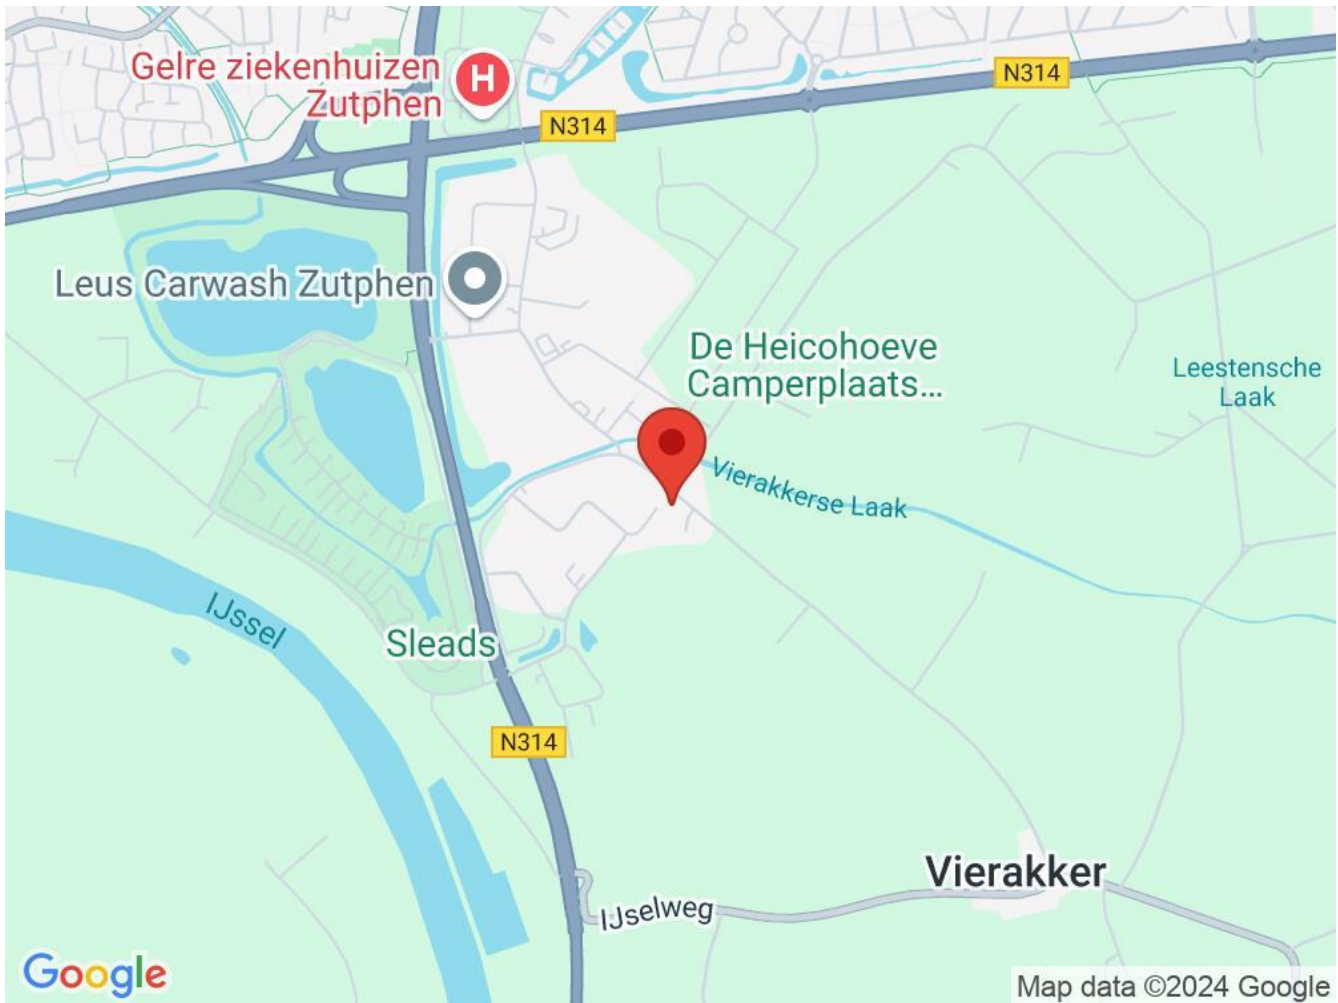 Gelre ziekenhuizen
Zutphen
H
N314
N314
Leus Carwash Zutphen
De Heicohoeve
Camperplaats...
Leestensche
Laak
Vierakkerse Laak
IJssel
Sleads
N314
Vierakker
IJselweg
Google
Map data ©2024 Google